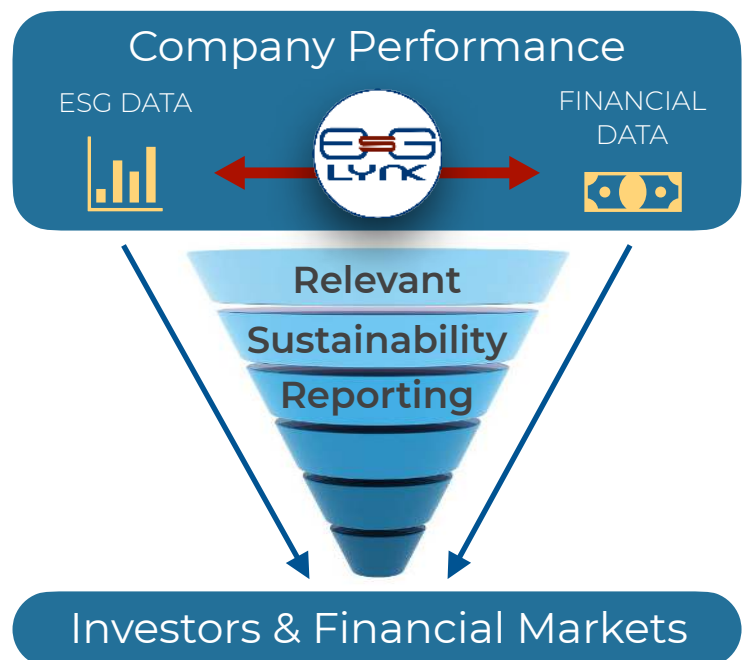 Company Performance
ESG DATA
FINANCIAL
DATA
ESG
LYNK
Relevant
Sustainability
Reporting
Investors & Financial Markets